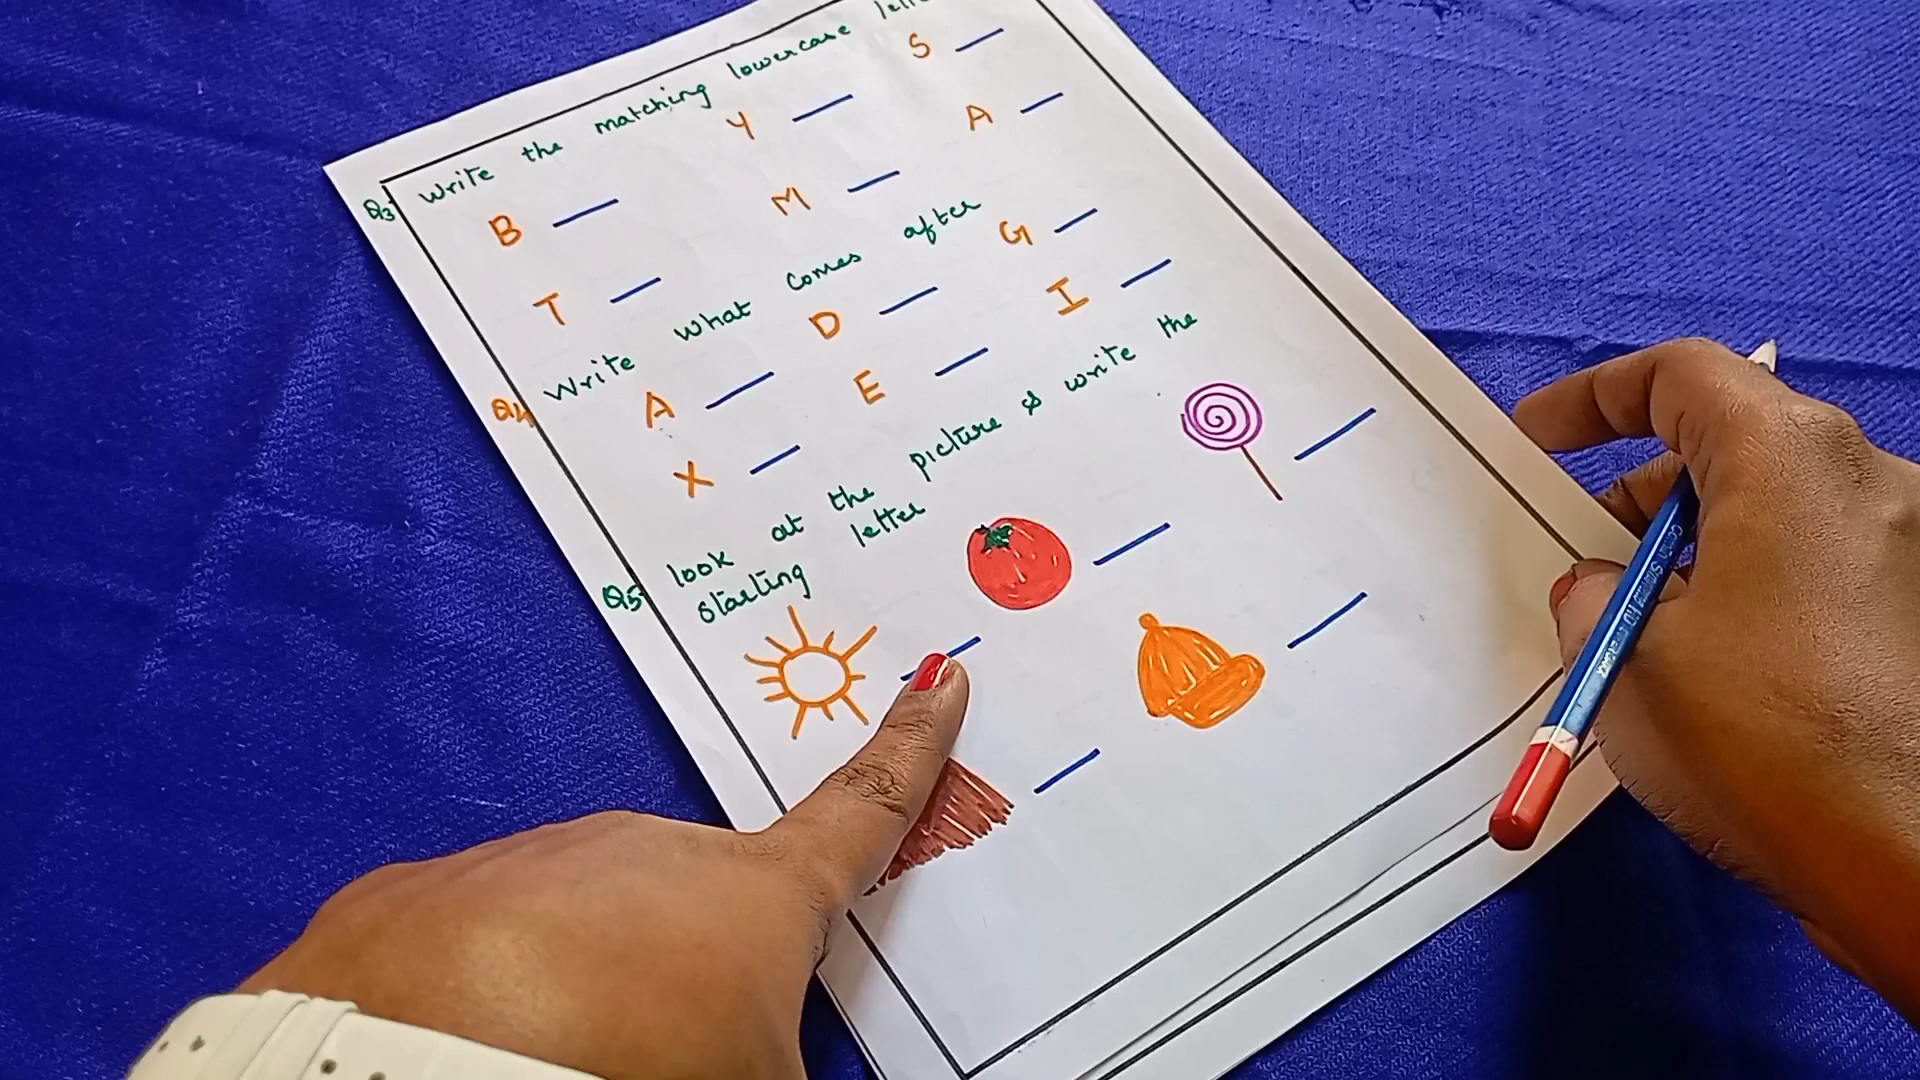 Q3 Write the matching lowercase
B Y S
T M A
Q4 Write what comes after
A D G
X E I
Q5 look at the picture & write the
starting letter